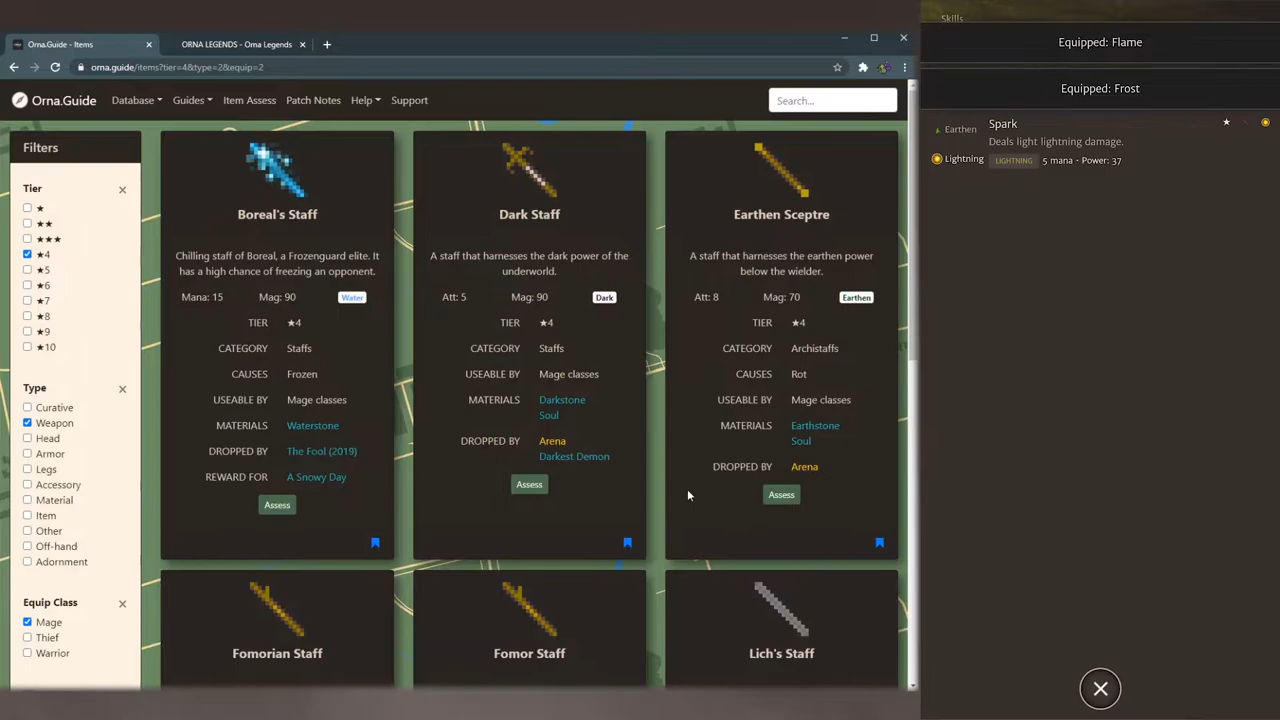 Orna.Guide - Items
ORNA LEGENDS - Orna Legends
orna.guide/items?tier=4&type=2&equip=2
Orna.Guide
Database
Guides
Item Assess
Patch Notes
Help
Support
Search...
Filters
Tier
★
★★
★★★
★4
★5
★6
★7
★8
★9
★10
Type
Curative
Weapon
Head
Armor
Legs
Accessory
Material
Item
Other
Off-hand
Adornment
Equip Class
Mage
Thief
Warrior
Boreal's Staff
Chilling staff of Boreal, a Frozenguard elite. It
has a high chance of freezing an opponent.
Mana: 15 Mag: 90 Water
TIER ★4
CATEGORY Staffs
CAUSES Frozen
USEABLE BY Mage classes
MATERIALS Waterstone
DROPPED BY The Fool (2019)
REWARD FOR A Snowy Day
Assess
Dark Staff
A staff that harnesses the dark power of the
underworld.
Att: 5 Mag: 90 Dark
TIER ★4
CATEGORY Staffs
USEABLE BY Mage classes
MATERIALS Darkstone
Soul
DROPPED BY Arena
Darkest Demon
Assess
Earthen Sceptre
A staff that harnesses the earthen power
below the wielder.
Att: 8 Mag: 70 Earthen
TIER ★4
CATEGORY Archistaffs
CAUSES Rot
USEABLE BY Mage classes
MATERIALS Earthstone
Soul
DROPPED BY Arena
Assess
Fomorian Staff
Fomor Staff
Lich's Staff
Skills
Equipped: Flame
Equipped: Frost
Earthen
Lightning
Spark ★
Deals light lightning damage.
LIGHTNING 5 mana · Power: 37